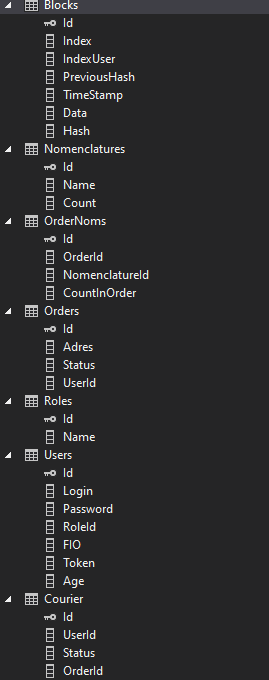 Blocks
Id
Index
IndexUser
PreviousHash
TimeStamp
Data
Hash
Nomenclatures
Id
Name
Count
OrderNoms
Id
OrderId
NomenclatureId
CountInOrder
Orders
Id
Adres
Status
UserId
Roles
Id
Name
Users
Id
Login
Password
RoleId
FIO
Token
Age
Courier
Id
UserId
Status
OrderId